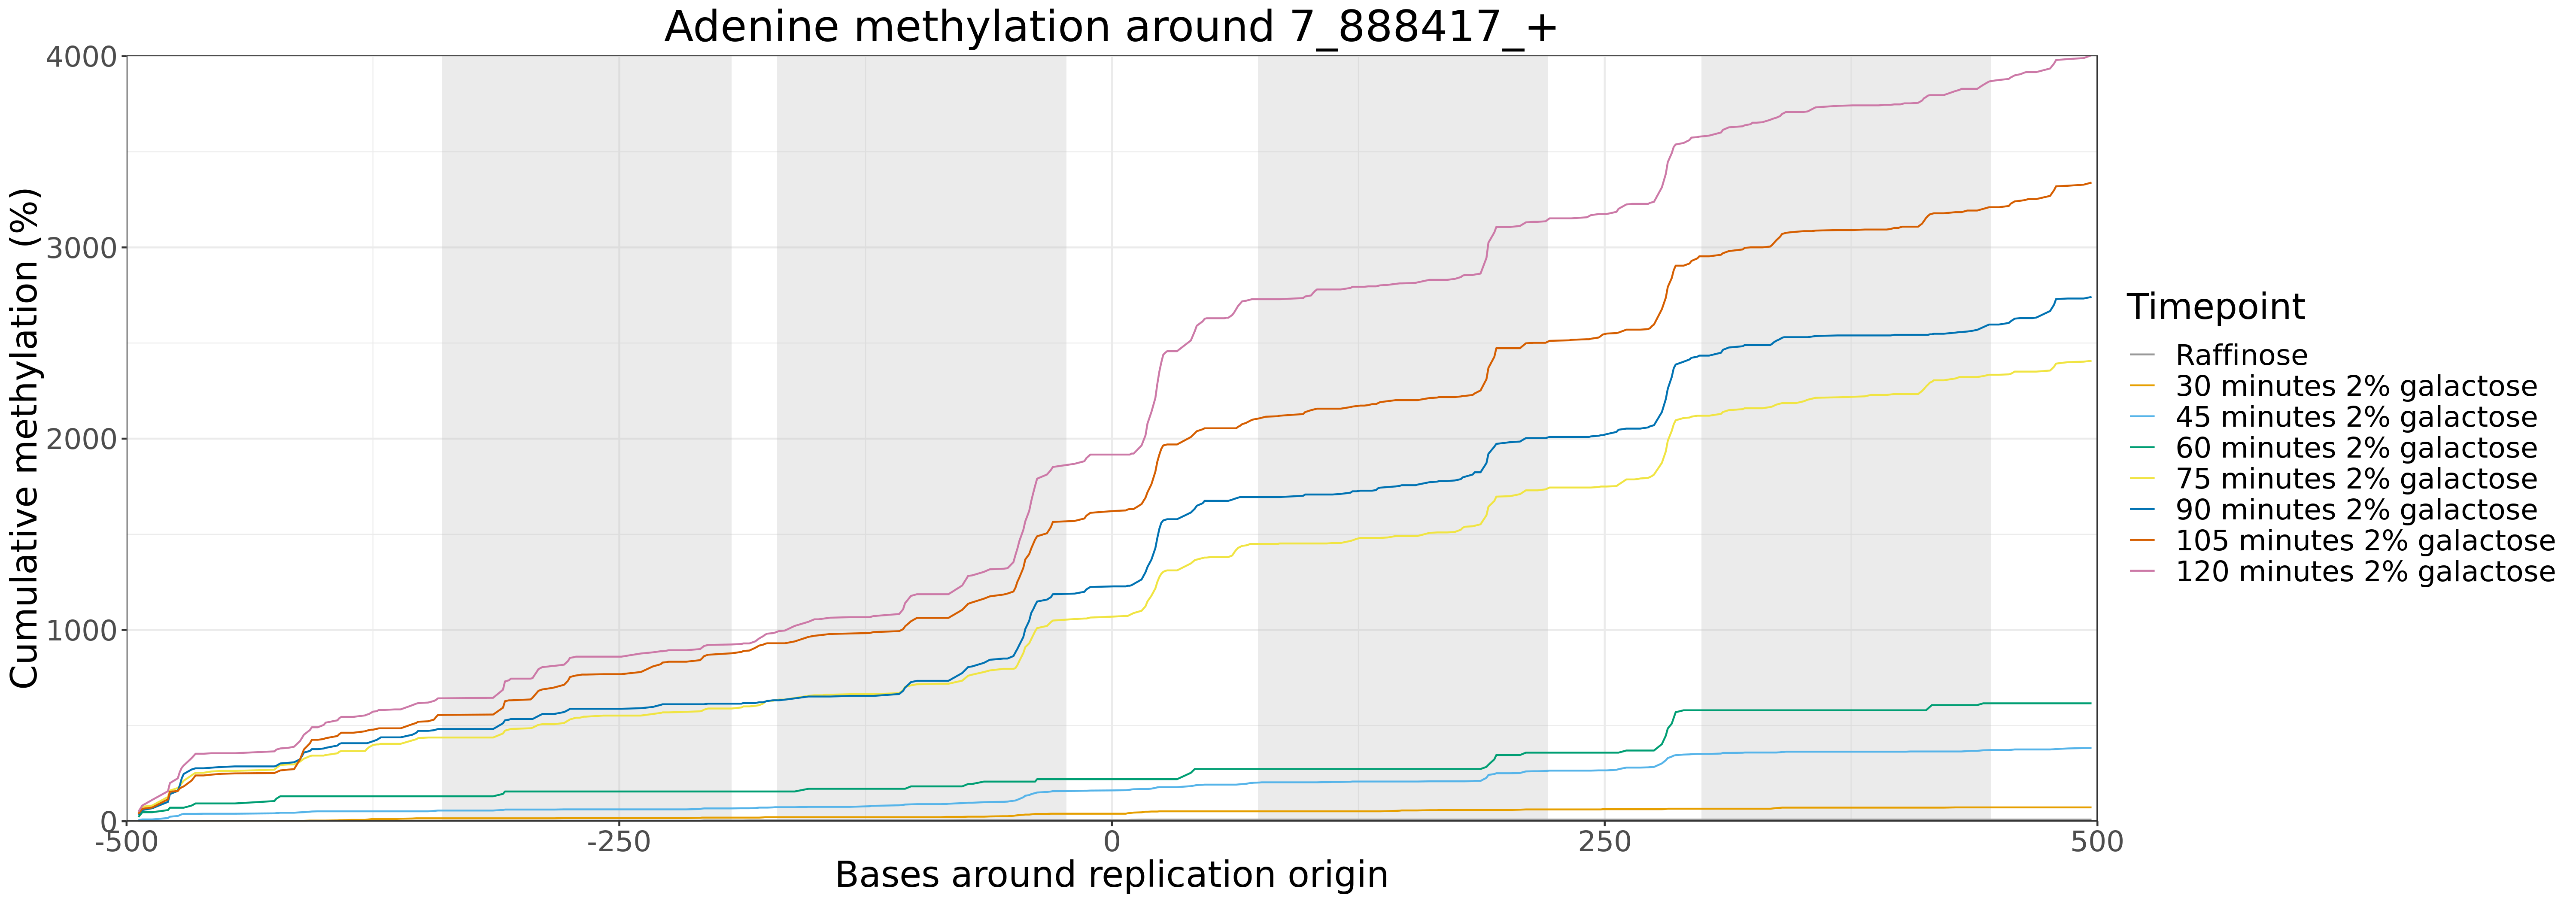 Adenine methylation around 7_888417_+
Cumulative methylation (%)
4000
3000
2000
1000
0
-500
-250
0
250
500
Bases around replication origin
Timepoint
Raffinose
30 minutes 2% galactose
45 minutes 2% galactose
60 minutes 2% galactose
75 minutes 2% galactose
90 minutes 2% galactose
105 minutes 2% galactose
120 minutes 2% galactose